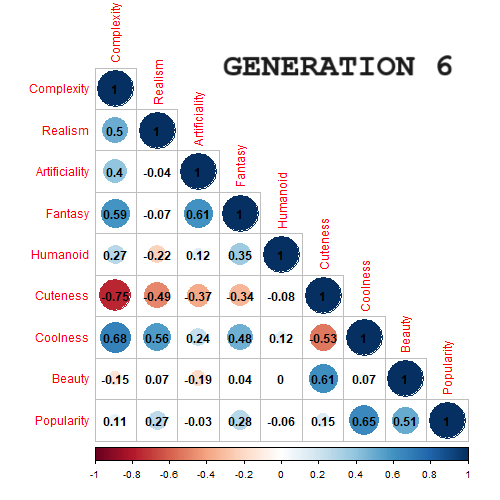 GENERATION 6
Complexity
Realism
Artificiality
Fantasy
Humanoid
Cuteness
Coolness
Beauty
Popularity
Complexity 1
Realism 0.5 1
Artificiality 0.4 -0.04 1
Fantasy 0.59 -0.07 0.61 1
Humanoid 0.27 -0.22 0.12 0.35 1
Cuteness -0.75 -0.49 -0.37 -0.34 -0.08 1
Coolness 0.68 0.56 0.24 0.48 0.12 -0.53 1
Beauty -0.15 0.07 -0.19 0.04 0 0.61 0.07 1
Popularity 0.11 0.27 -0.03 0.28 -0.06 0.15 0.65 0.51 1
-1 -0.8 -0.6 -0.4 -0.2 0 0.2 0.4 0.6 0.8 1